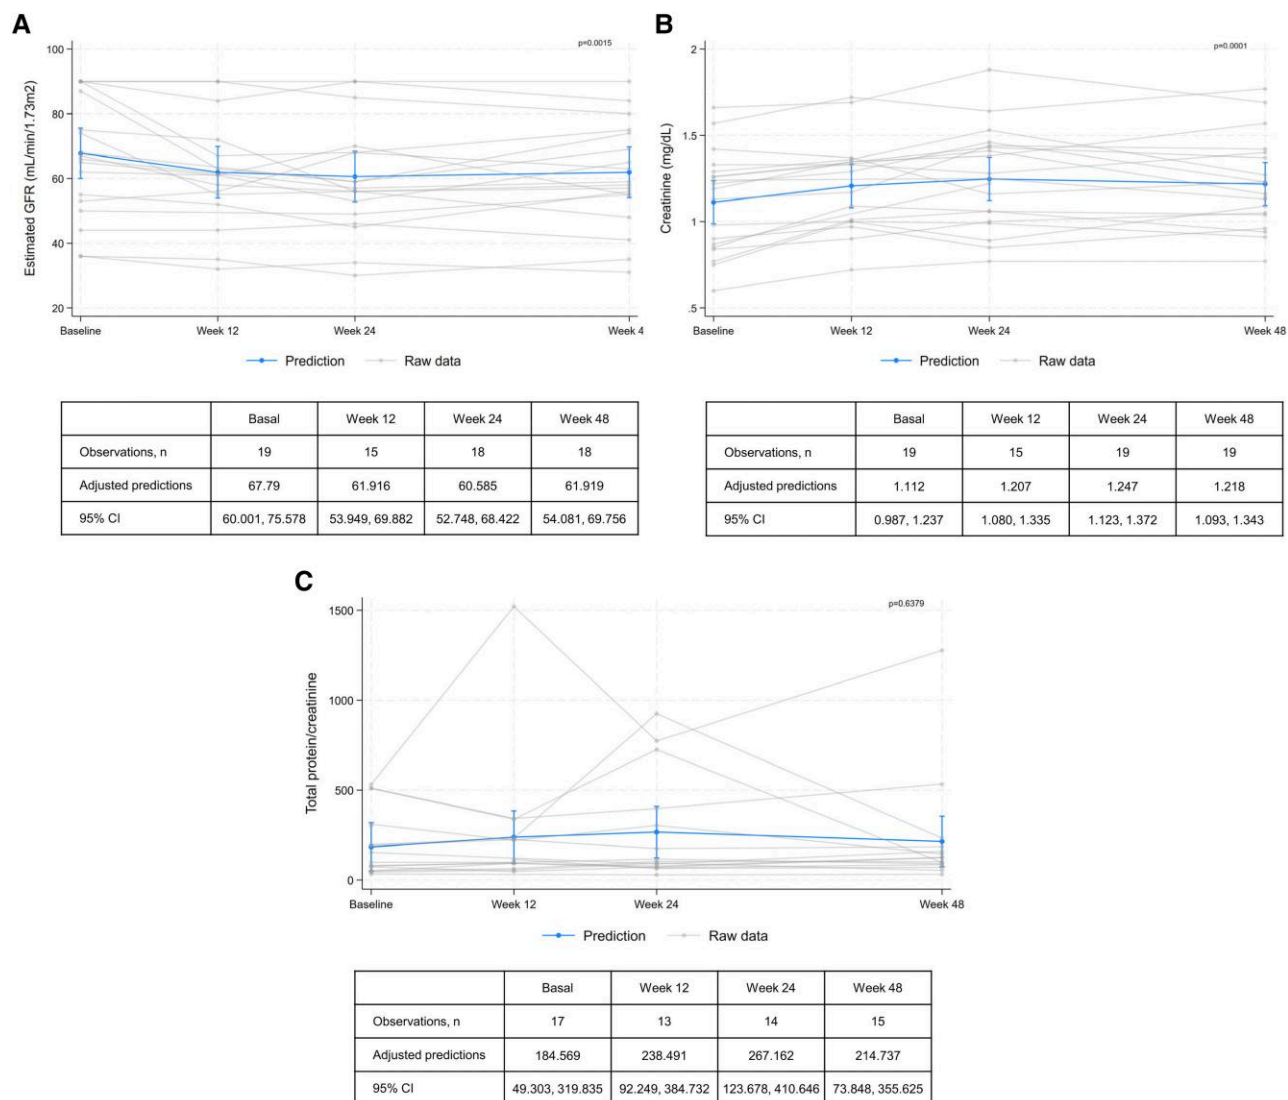 A
p=0.0015
100
80
60
40
20
Estimated GFR (mL/min/1.73m2)
Baseline Week 12 Week 24 Week 4
Prediction Raw data
Basal Week 12 Week 24 Week 48
Observations, n 19 15 18 18
Adjusted predictions 67.79 61.916 60.585 61.919
95% CI 60.001, 75.578 53.949, 69.882 52.748, 68.422 54.081, 69.756
B
p=0.0001
2
1.5
1
.5
Creatinine (mg/dL)
Baseline Week 12 Week 24 Week 48
Prediction Raw data
Basal Week 12 Week 24 Week 48
Observations, n 19 15 19 19
Adjusted predictions 1.112 1.207 1.247 1.218
95% CI 0.987, 1.237 1.080, 1.335 1.123, 1.372 1.093, 1.343
C
p=0.6379
1500
1000
500
0
Total protein/creatinine
Baseline Week 12 Week 24 Week 48
Prediction Raw data
Basal Week 12 Week 24 Week 48
Observations, n 17 13 14 15
Adjusted predictions 184.569 238.491 267.162 214.737
95% CI 49.303, 319.835 92.249, 384.732 123.678, 410.646 73.848, 355.625